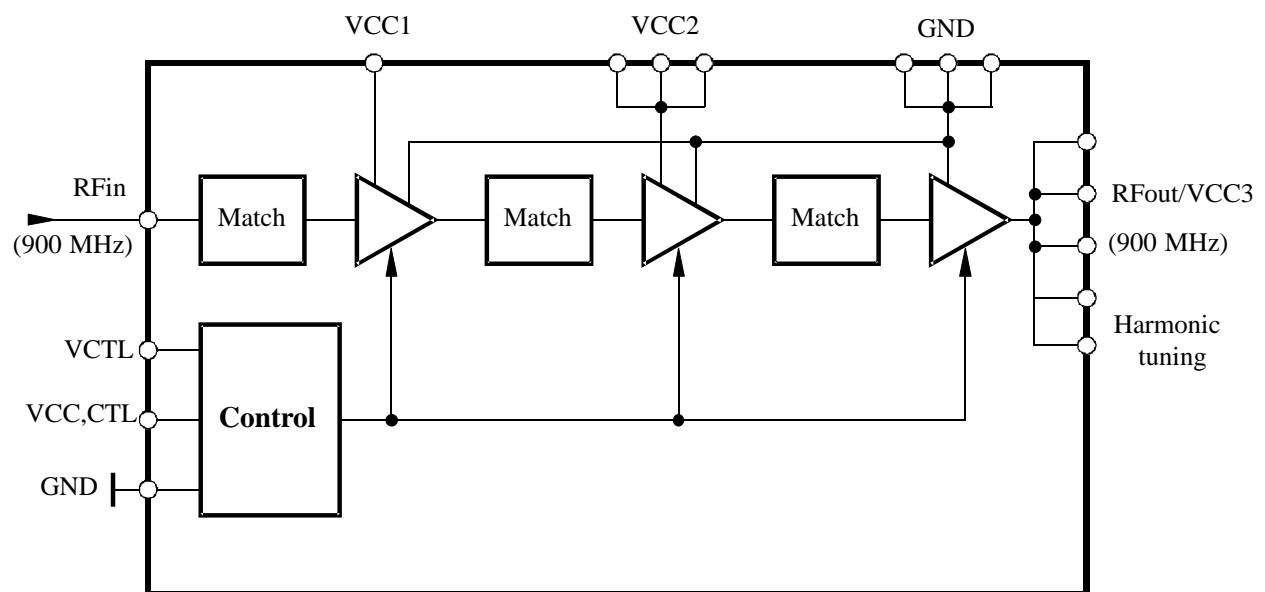 VCC1
VCC2
GND
RFin
(900 MHz)
Match
Match
Match
RFout/VCC3
(900 MHz)
Harmonic
tuning
VCTL
VCC,CTL
GND
Control